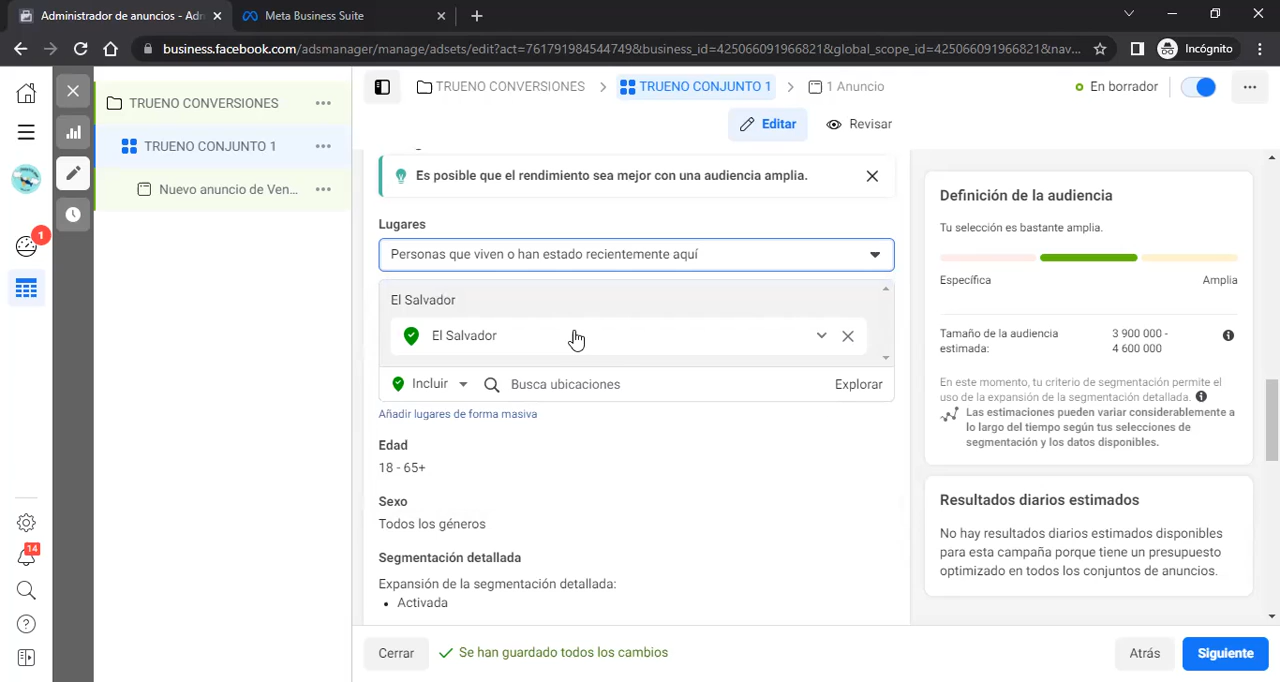 Administrador de anuncios - Adn
Meta Business Suite
business.facebook.com/adsmanager/manage/adsets/edit?act=761791984544749&business_id=425066091966821&global_scope_id=425066091966821&nav...
Incógnito
TRUENO CONVERSIONES
TRUENO CONJUNTO 1
1 Anuncio
En borrador
Editar
Revisar
TRUENO CONVERSIONES
TRUENO CONJUNTO 1
Nuevo anuncio de Ven...
1
14
Es posible que el rendimiento sea mejor con una audiencia amplia.
Lugares
Personas que viven o han estado recientemente aquí
El Salvador
El Salvador
Incluir
Busca ubicaciones
Explorar
Añadir lugares de forma masiva
Edad
18 - 65+
Sexo
Todos los géneros
Segmentación detallada
Expansión de la segmentación detallada:
• Activada
Definición de la audiencia
Tu selección es bastante amplia.
Específica
Amplia
Tamaño de la audiencia
estimada:
3 900 000 -
4 600 000
En este momento, tu criterio de segmentación permite el
uso de la expansión de la segmentación detallada.
Las estimaciones pueden variar considerablemente a
lo largo del tiempo según tus selecciones de
segmentación y los datos disponibles.
Resultados diarios estimados
No hay resultados diarios estimados disponibles
para esta campaña porque tiene un presupuesto
optimizado en todos los conjuntos de anuncios.
Cerrar
Se han guardado todos los cambios
Atrás
Siguiente